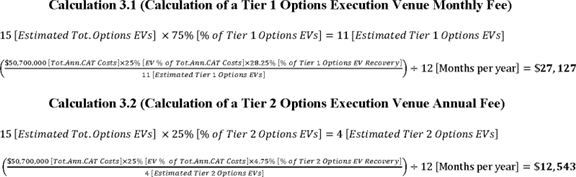 Calculation 3.1 (Calculation of a Tier 1 Options Execution Venue Monthly Fee)
15 [Estimated Tot. Options EVs] × 75% [% of Tier 1 Options EVs] = 11 [Estimated Tier 1 Options EVs]
($50,700,000 [Tot.Ann.CAT Costs]×25% [EV % of Tot.Ann.CAT Costs]×28.25% [% of Tier 1 Options EV Recovery] / 11 [Estimated Tier 1 Options EVs]) ÷ 12 [Months per year] = $27,127
Calculation 3.2 (Calculation of a Tier 2 Options Execution Venue Annual Fee)
15 [Estimated Tot. Options EVs] × 25% [% of Tier 2 Options EVs] = 4 [Estimated Tier 2 Options EVs]
($50,700,000 [Tot.Ann.CAT Costs]×25% [EV % of Tot.Ann.CAT Costs]×4.75% [% of Tier 2 Options EV Recovery] / 4 [Estimated Tier 2 Options EVs]) ÷ 12 [Months per year] = $12,543